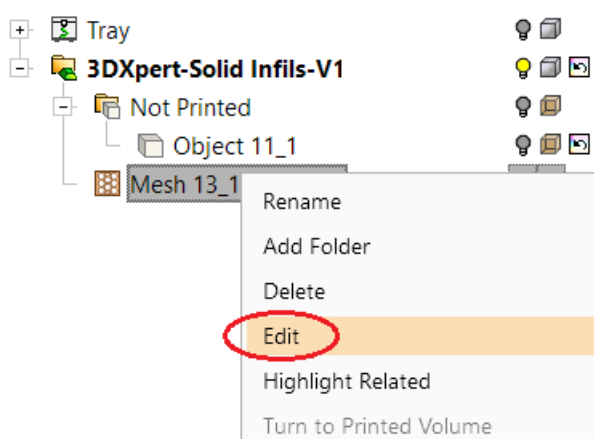 Tray
3DXpert-Solid Infils-V1
Not Printed
Object 11_1
Mesh 13_1
Rename
Add Folder
Delete
Edit
Highlight Related
Turn to Printed Volume